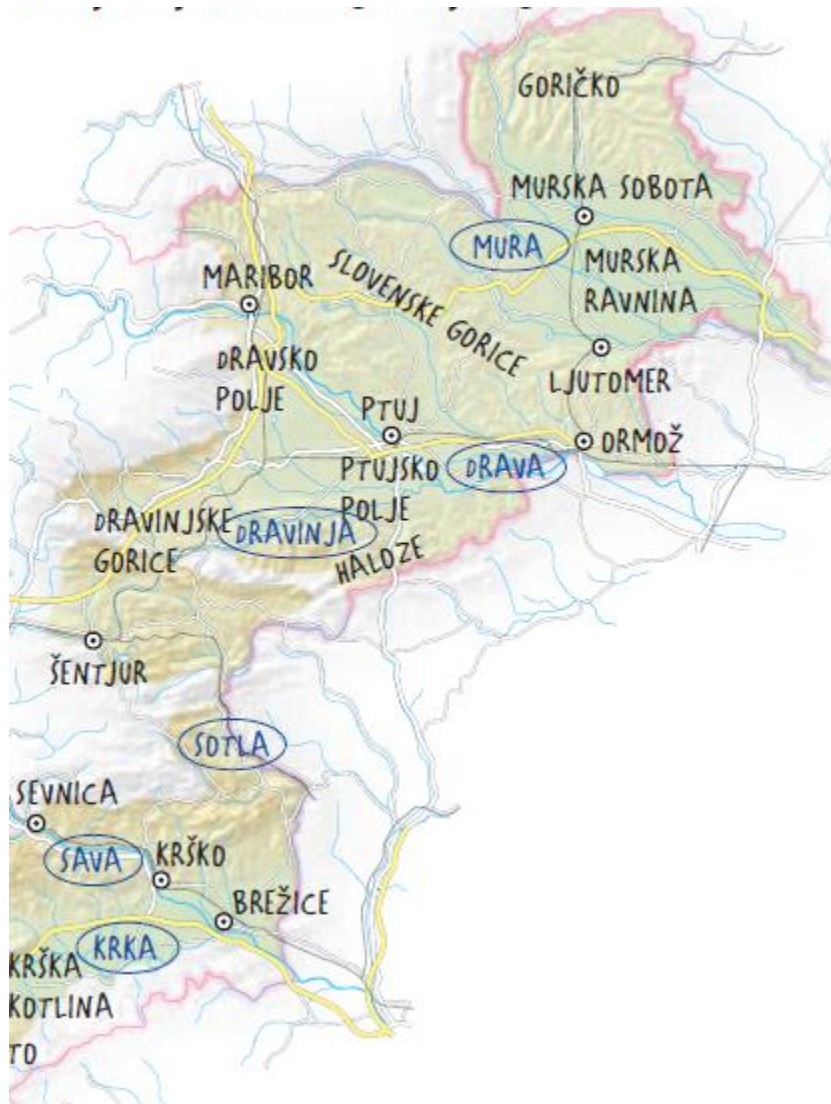 GORIČKO
MURSKA SOBOTA
MURA
MURSKA
RAVNINA
MARIBOR
SLOVENSKE GORICE
DRAVSKO
POLJE
LJUTOMER
PTUJ
ORMOŽ
PTUJSKO
POLJE
DRAVA
DRAVINJSKE
GORICE
DRAVINJA
HALOZE
ŠENTJUR
SOTLA
SEVNICA
SAVA
KRŠKO
BREŽICE
KRKA
KRŠKA
KOTLINA
TO